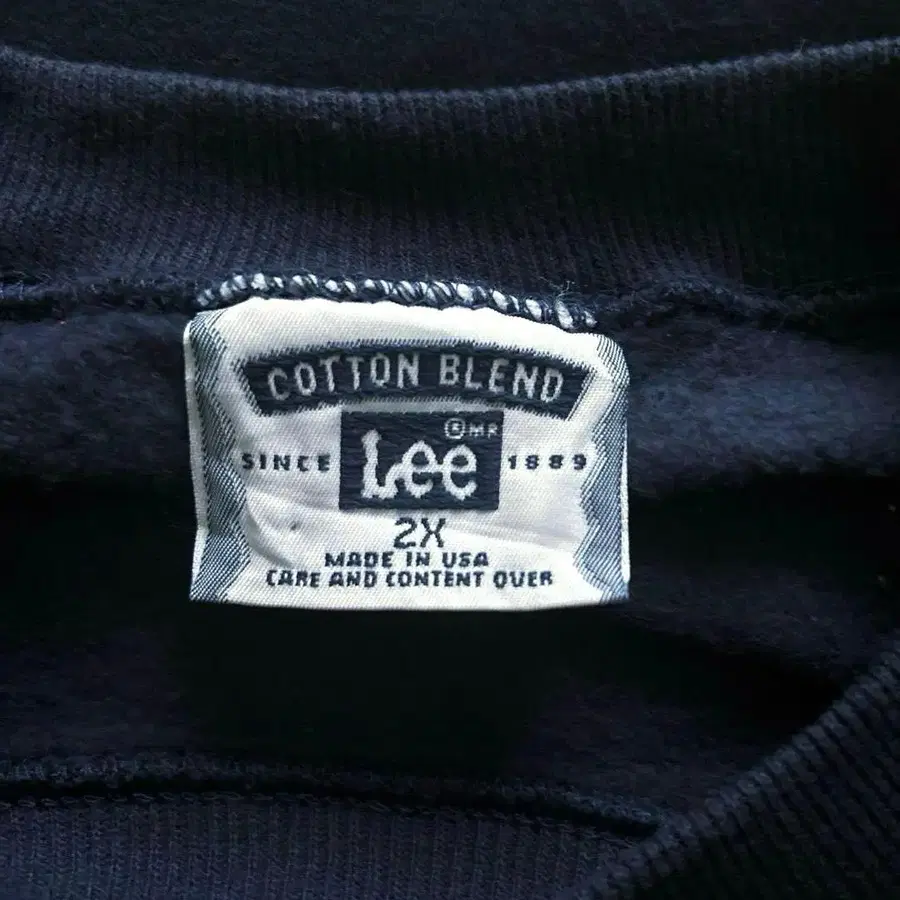 COTTON BLEND
®MR
SINCE Lee 1889
2X
MADE IN USA
CARE AND CONTENT OVER